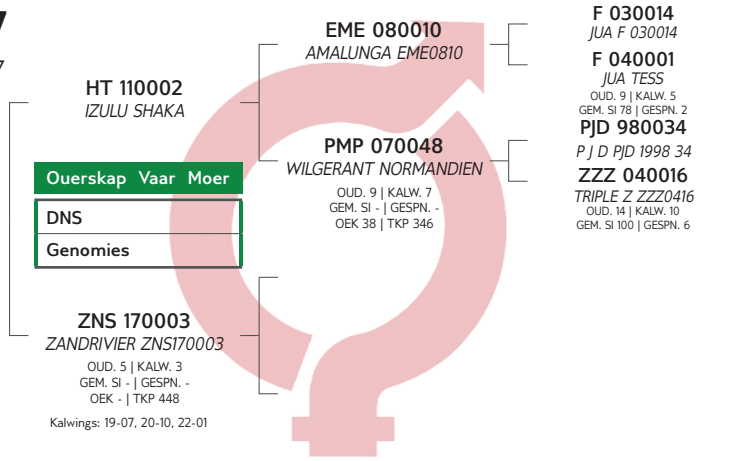 7
HT 110002
IZULU SHAKA
Ouerskap Vaar Moer
DNS
Genomies
ZNS 170003
ZANDRIVIER ZNS170003
OUD. 5 | KALW. 3
GEM. SI - | GESPN. -
OEK - | TKP 448
Kalwings: 19-07, 20-10, 22-01
EME 080010
AMALUNGA EME0810
PMP 070048
WILGERANT NORMANDIEN
OUD. 9 | KALW. 7
GEM. SI - | GESPN. -
OEK 38 | TKP 346
F 030014
JUA F 030014
F 040001
JUA TESS
OUD. 9 | KALW. 5
GEM. SI 78 | GESPN. 2
PJD 980034
P J D PJD 1998 34
ZZZ 040016
TRIPLE Z ZZZ0416
OUD. 14 | KALW. 10
GEM. SI 100 | GESPN. 6